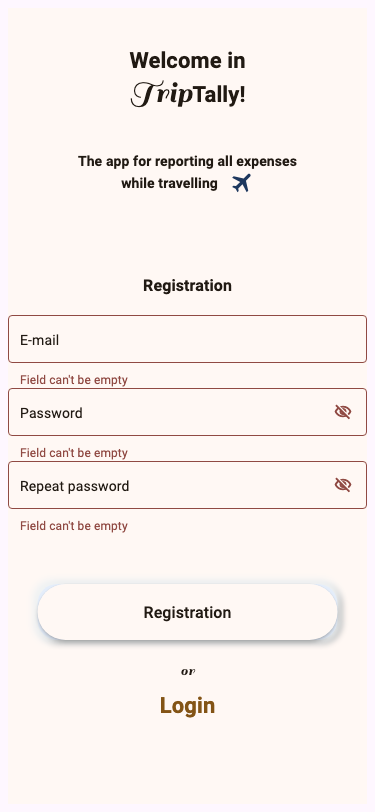 Welcome in
TripTally!
The app for reporting all expenses
while travelling
Registration
E-mail
Field can't be empty
Password
Field can't be empty
Repeat password
Field can't be empty
Registration
or
Login